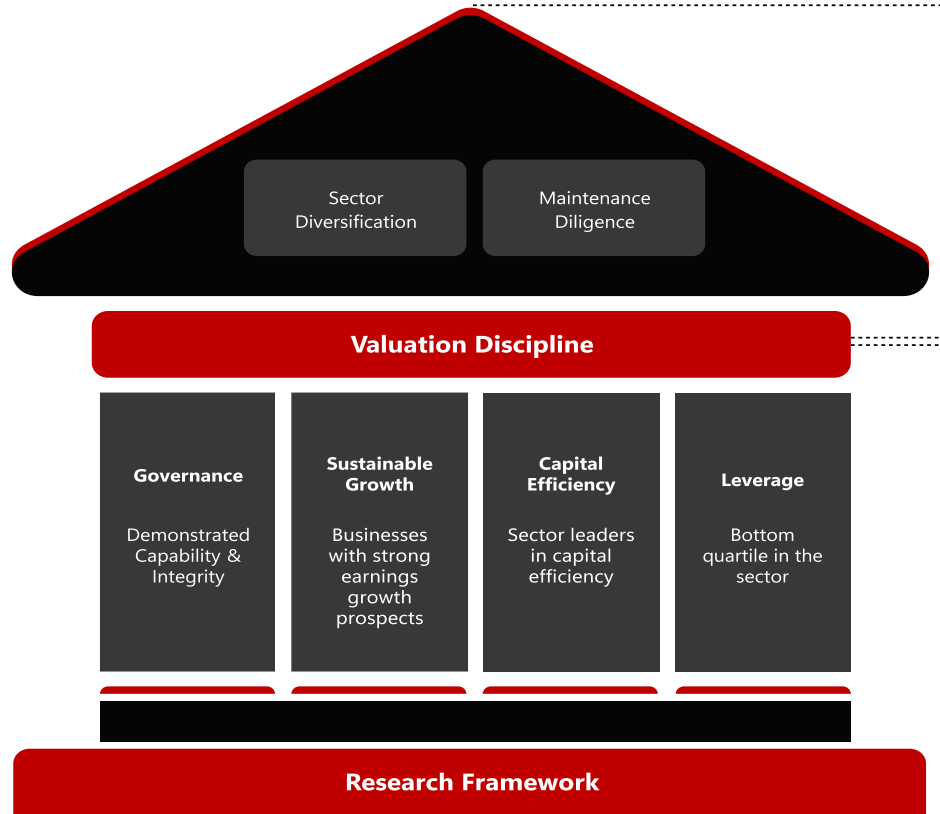 Sector
Diversification
Maintenance
Diligence
Valuation Discipline
Governance
Demonstrated
Capability &
Integrity
Sustainable
Growth
Businesses
with strong
earnings
growth
prospects
Capital
Efficiency
Sector leaders
in capital
efficiency
Leverage
Bottom
quartile in the
sector
Research Framework